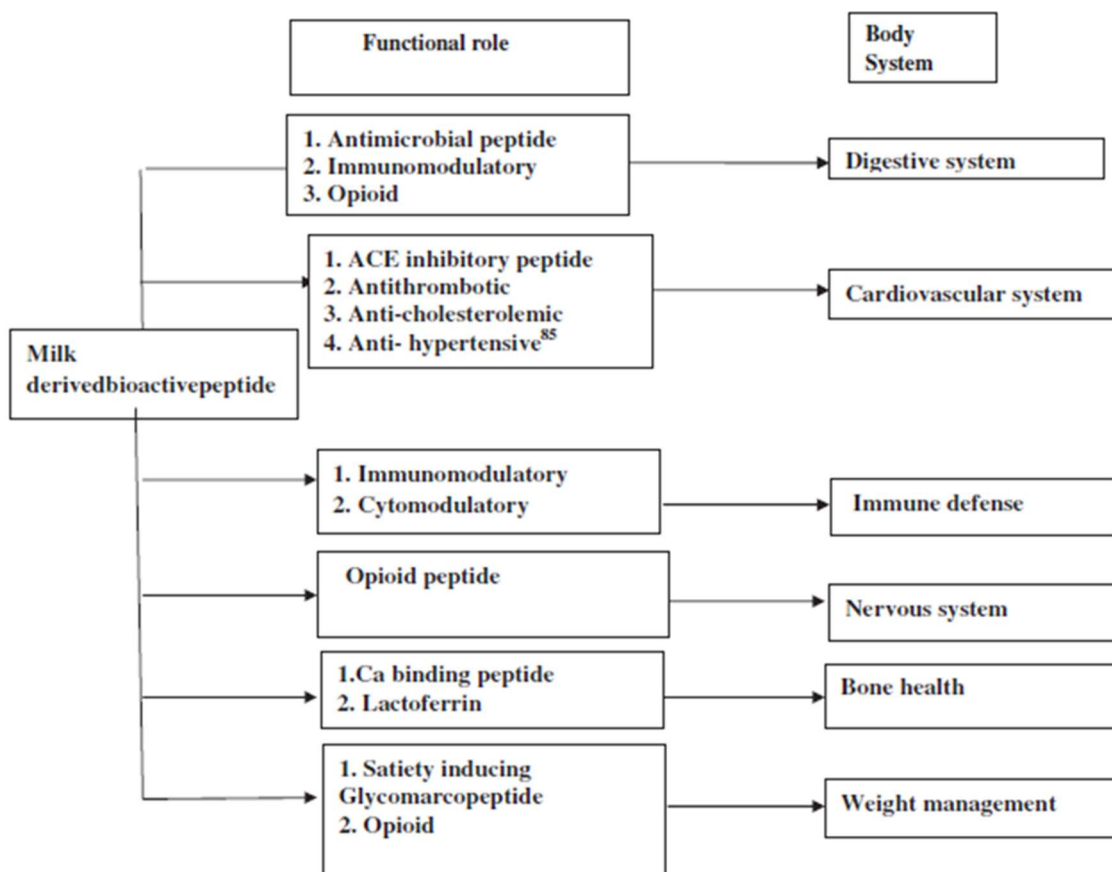 Functional role
Body
System
1. Antimicrobial peptide
2. Immunomodulatory
3. Opioid
Digestive system
1. ACE inhibitory peptide
2. Antithrombotic
3. Anti-cholesterolemic
4. Anti- hypertensive85
Cardiovascular system
Milk
derivedbioactivepeptide
1. Immunomodulatory
2. Cytomodulatory
Immune defense
Opioid peptide
Nervous system
1.Ca binding peptide
2. Lactoferrin
Bone health
1. Satiety inducing
Glycomarcopeptide
2. Opioid
Weight management